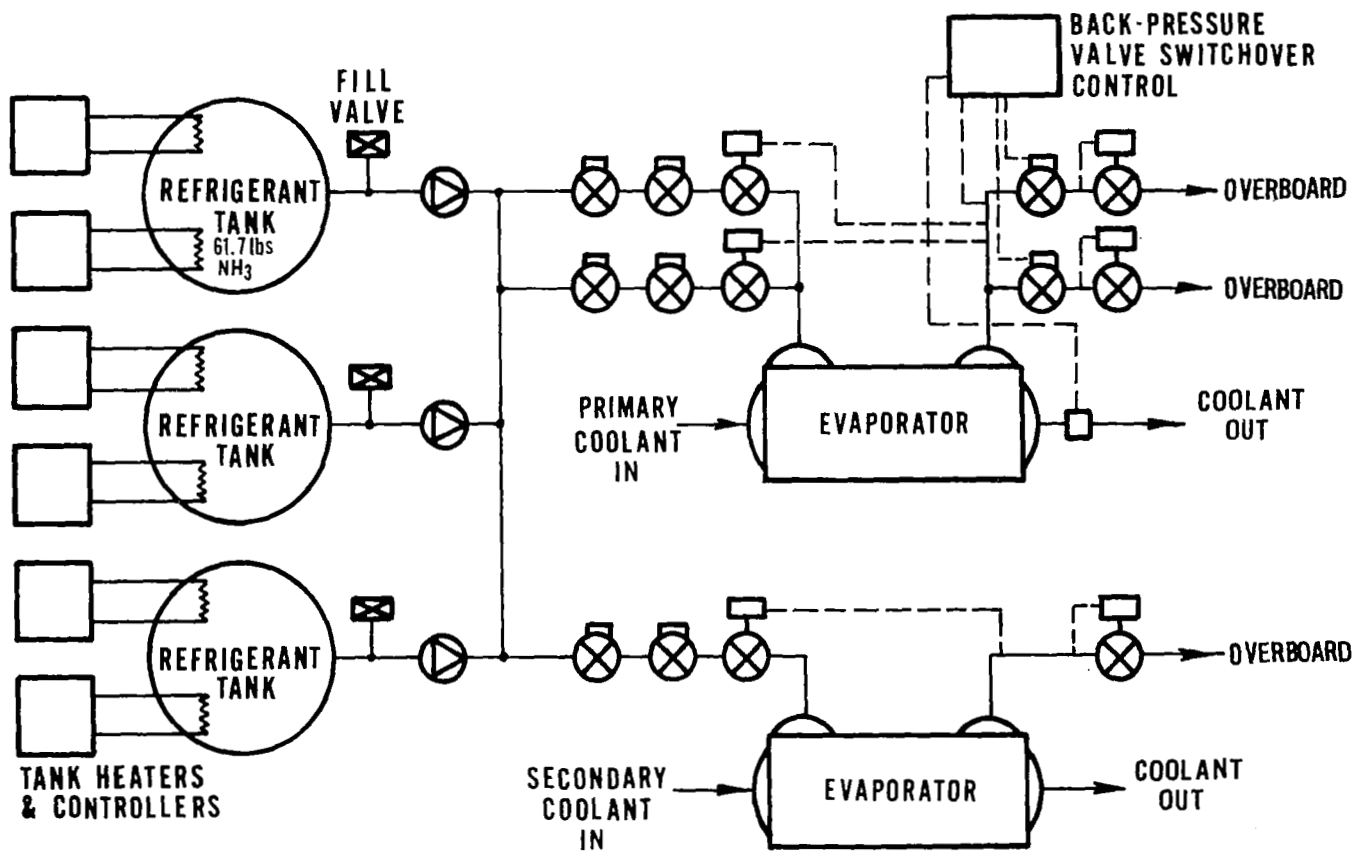 BACK-PRESSURE
VALVE SWITCHOVER
CONTROL
FILL
VALVE
REFRIGERANT
TANK
61.7 lbs
NH3
OVERBOARD
OVERBOARD
REFRIGERANT
TANK
PRIMARY
COOLANT
IN
EVAPORATOR
COOLANT
OUT
REFRIGERANT
TANK
OVERBOARD
TANK HEATERS
& CONTROLLERS
SECONDARY
COOLANT
IN
EVAPORATOR
COOLANT
OUT